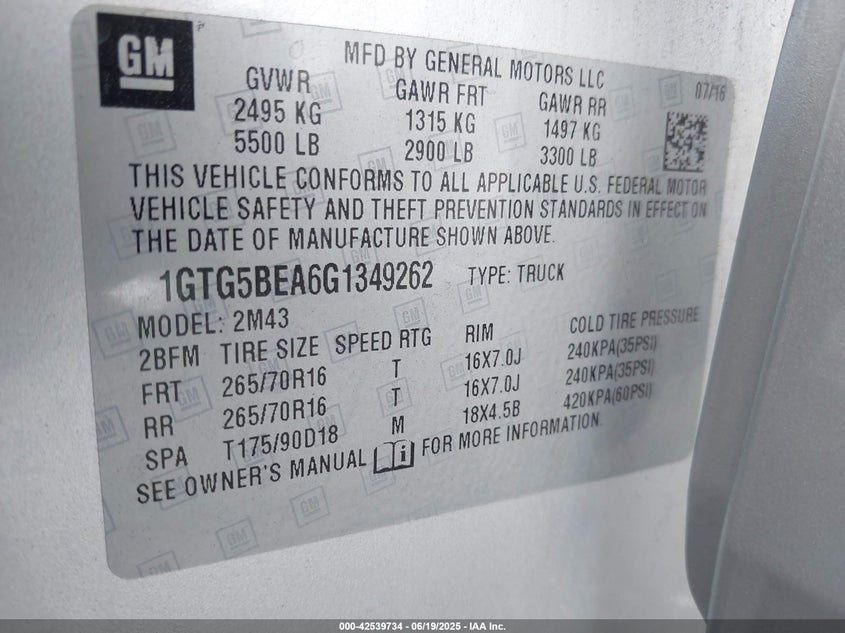 GM
MFD BY GENERAL MOTORS LLC
07/16
GVWR GAWR FRT GAWR RR
2495 KG 1315 KG 1497 KG
5500 LB 2900 LB 3300 LB
THIS VEHICLE CONFORMS TO ALL APPLICABLE U.S. FEDERAL MOTOR
VEHICLE SAFETY AND THEFT PREVENTION STANDARDS IN EFFECT ON
THE DATE OF MANUFACTURE SHOWN ABOVE.
1GTG5BEA6G1349262 TYPE: TRUCK
MODEL: 2M43
2BFM TIRE SIZE SPEED RTG RIM COLD TIRE PRESSURE
FRT 265/70R16 T 16X7.0J 240KPA(35PSI)
RR 265/70R16 T 16X7.0J 240KPA(35PSI)
SPA T175/90D18 M 18X4.5B 420KPA(60PSI)
SEE OWNER'S MANUAL i FOR MORE INFORMATION.
000-42539734 - 06/19/2025 - IAA Inc.